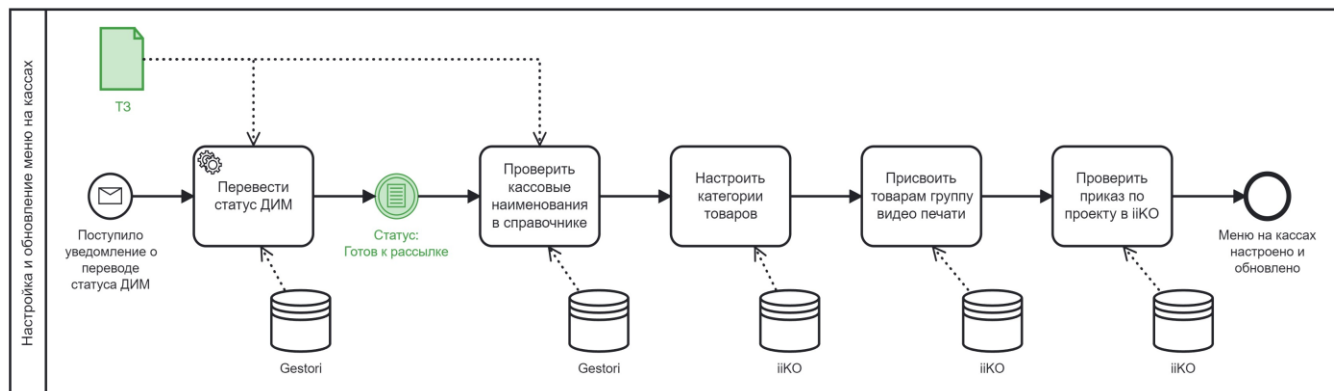 Настройка и обновление меню на кассах
ТЗ
Поступило
уведомление о
переводе
статуса ДИМ
Перевести
статус ДИМ
Статус:
Готов к рассылке
Проверить
кассовые
наименования
в справочнике
Настроить
категории
товаров
Присвоить
товарам группу
видео печати
Проверить
приказ по
проекту в iiKO
Меню на кассах
настроено и
обновлено
Gestori
Gestori
iiKO
iiKO
iiKO